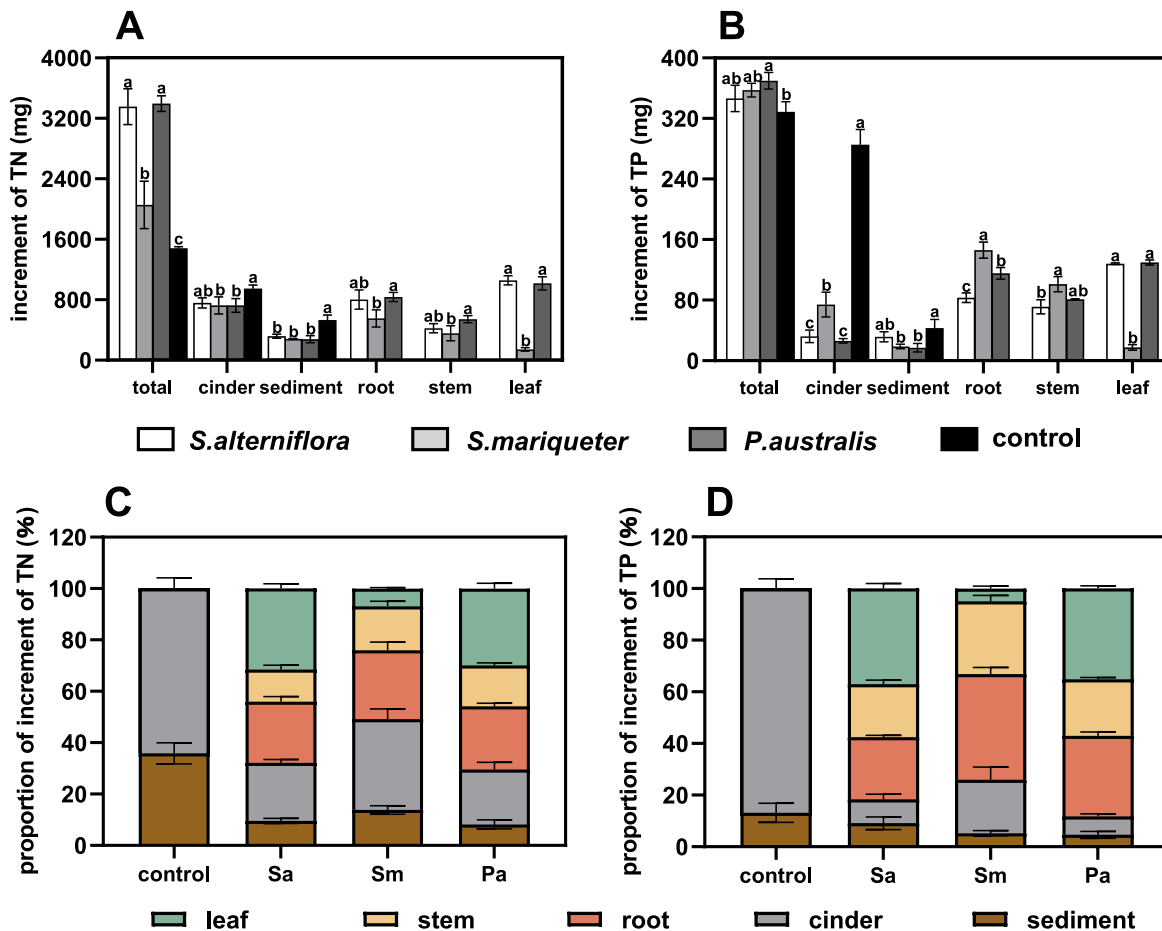 A
increment of TN (mg)
4000
3200
2400
1600
800
0
a
b
a
c
ab
b
b
a
b
b
b
a
ab
b
a
ab
b
a
a
b
a
total
cinder
sediment
root
stem
leaf
B
increment of TP (mg)
400
320
240
160
80
0
ab
ab
a
b
c
b
c
a
ab
b
b
a
c
a
b
b
a
ab
a
b
a
total
cinder
sediment
root
stem
leaf
S.alterniflora
S.mariqueter
P.australis
control
C
proportion of increment of TN (%)
120
100
80
60
40
20
0
control
Sa
Sm
Pa
D
proportion of increment of TP (%)
120
100
80
60
40
20
0
control
Sa
Sm
Pa
leaf
stem
root
cinder
sediment